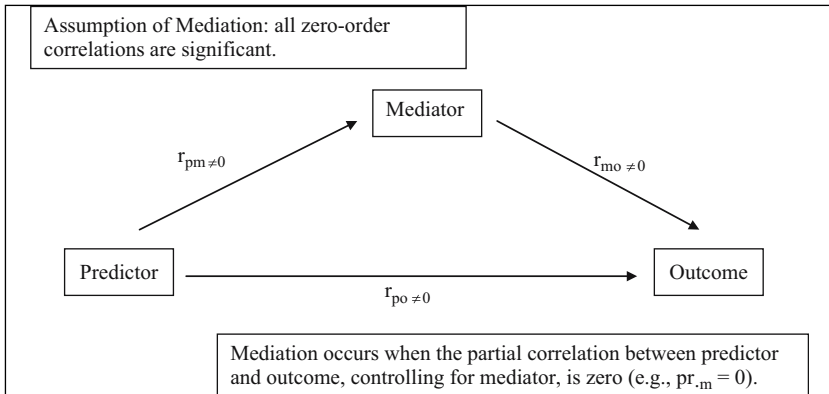 Assumption of Mediation: all zero-order
correlations are significant.
Mediator
r_pm ≠ 0
r_mo ≠ 0
Predictor
Outcome
r_po ≠ 0
Mediation occurs when the partial correlation between predictor
and outcome, controlling for mediator, is zero (e.g., pr_.m = 0).